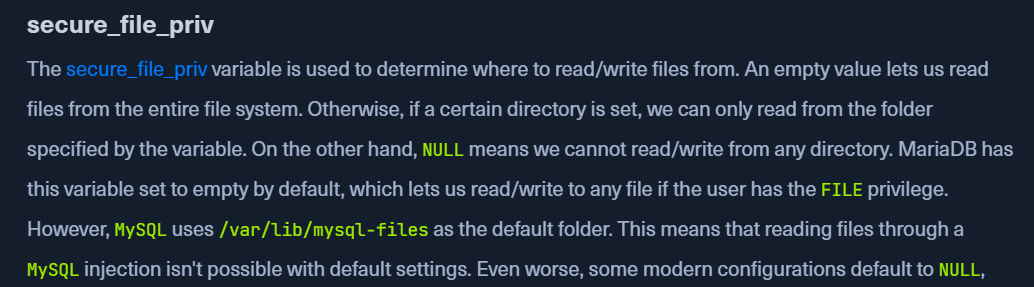 secure_file_priv
The secure_file_priv variable is used to determine where to read/write files from. An empty value lets us read
files from the entire file system. Otherwise, if a certain directory is set, we can only read from the folder
specified by the variable. On the other hand, NULL means we cannot read/write from any directory. MariaDB has
this variable set to empty by default, which lets us read/write to any file if the user has the FILE privilege.
However, MySQL uses /var/lib/mysql-files as the default folder. This means that reading files through a
MySQL injection isn't possible with default settings. Even worse, some modern configurations default to NULL,